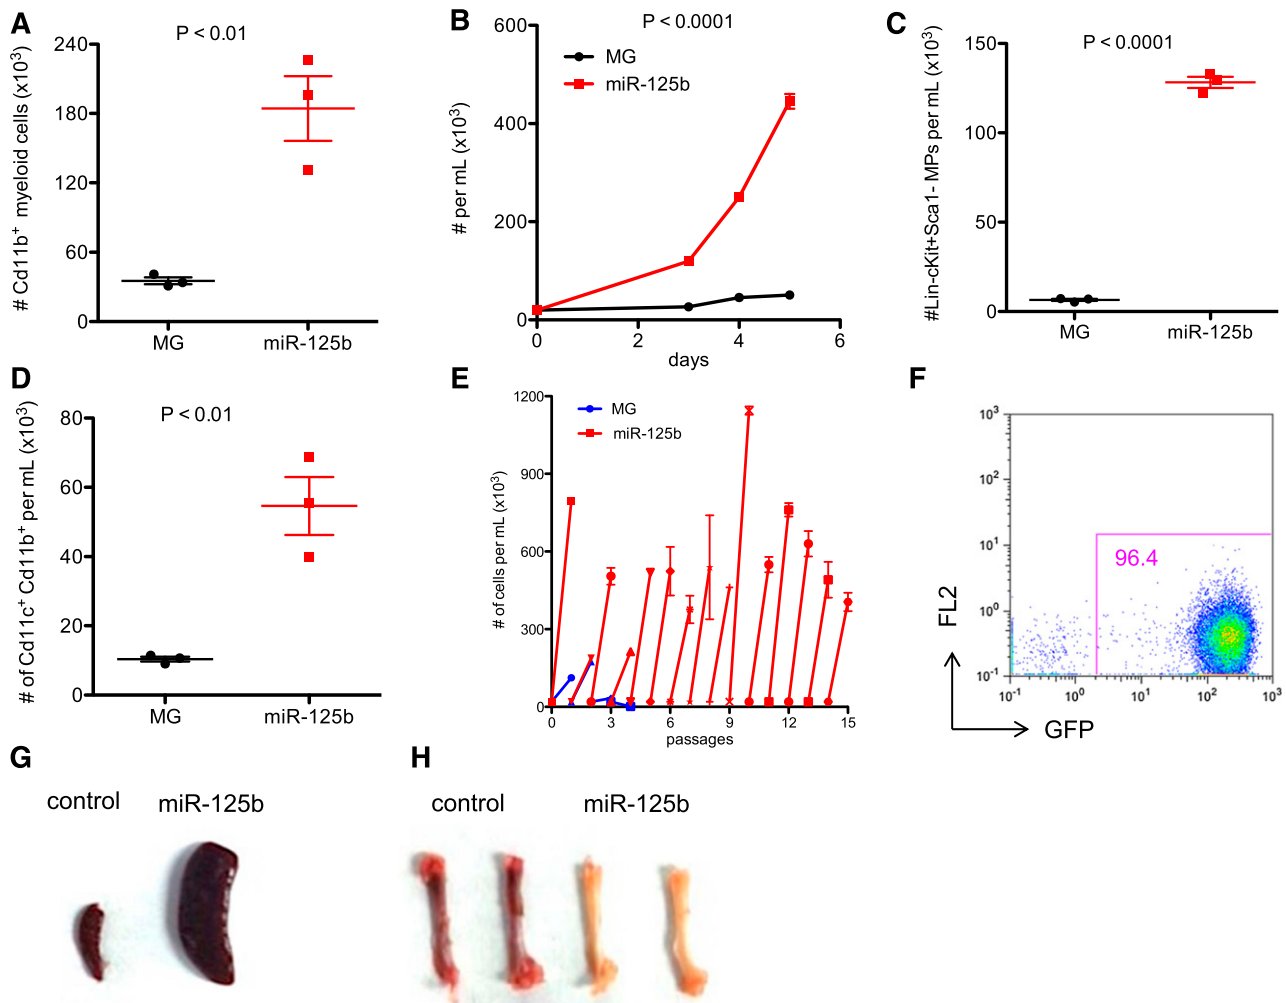 A
P < 0.01
# Cd11b⁺ myeloid cells (x10³)
240
180
120
60
0
MG
miR-125b
B
P < 0.0001
MG
miR-125b
# per mL (x10³)
600
400
200
0
0
2
4
6
days
C
P < 0.0001
#Lin-cKit+Sca1- MPs per mL (x10³)
150
100
50
0
MG
miR-125b
D
P < 0.01
# of Cd11c⁺ Cd11b⁺ per mL (x10³)
80
60
40
20
0
MG
miR-125b
E
MG
miR-125b
# of cells per mL (x10³)
1200
900
600
300
0
0
3
6
9
12
15
passages
F
96.4
FL2
10³
10²
10¹
10⁰
10⁻¹
10⁻¹
10⁰
10¹
10²
10³
GFP
G
control
miR-125b
H
control
miR-125b